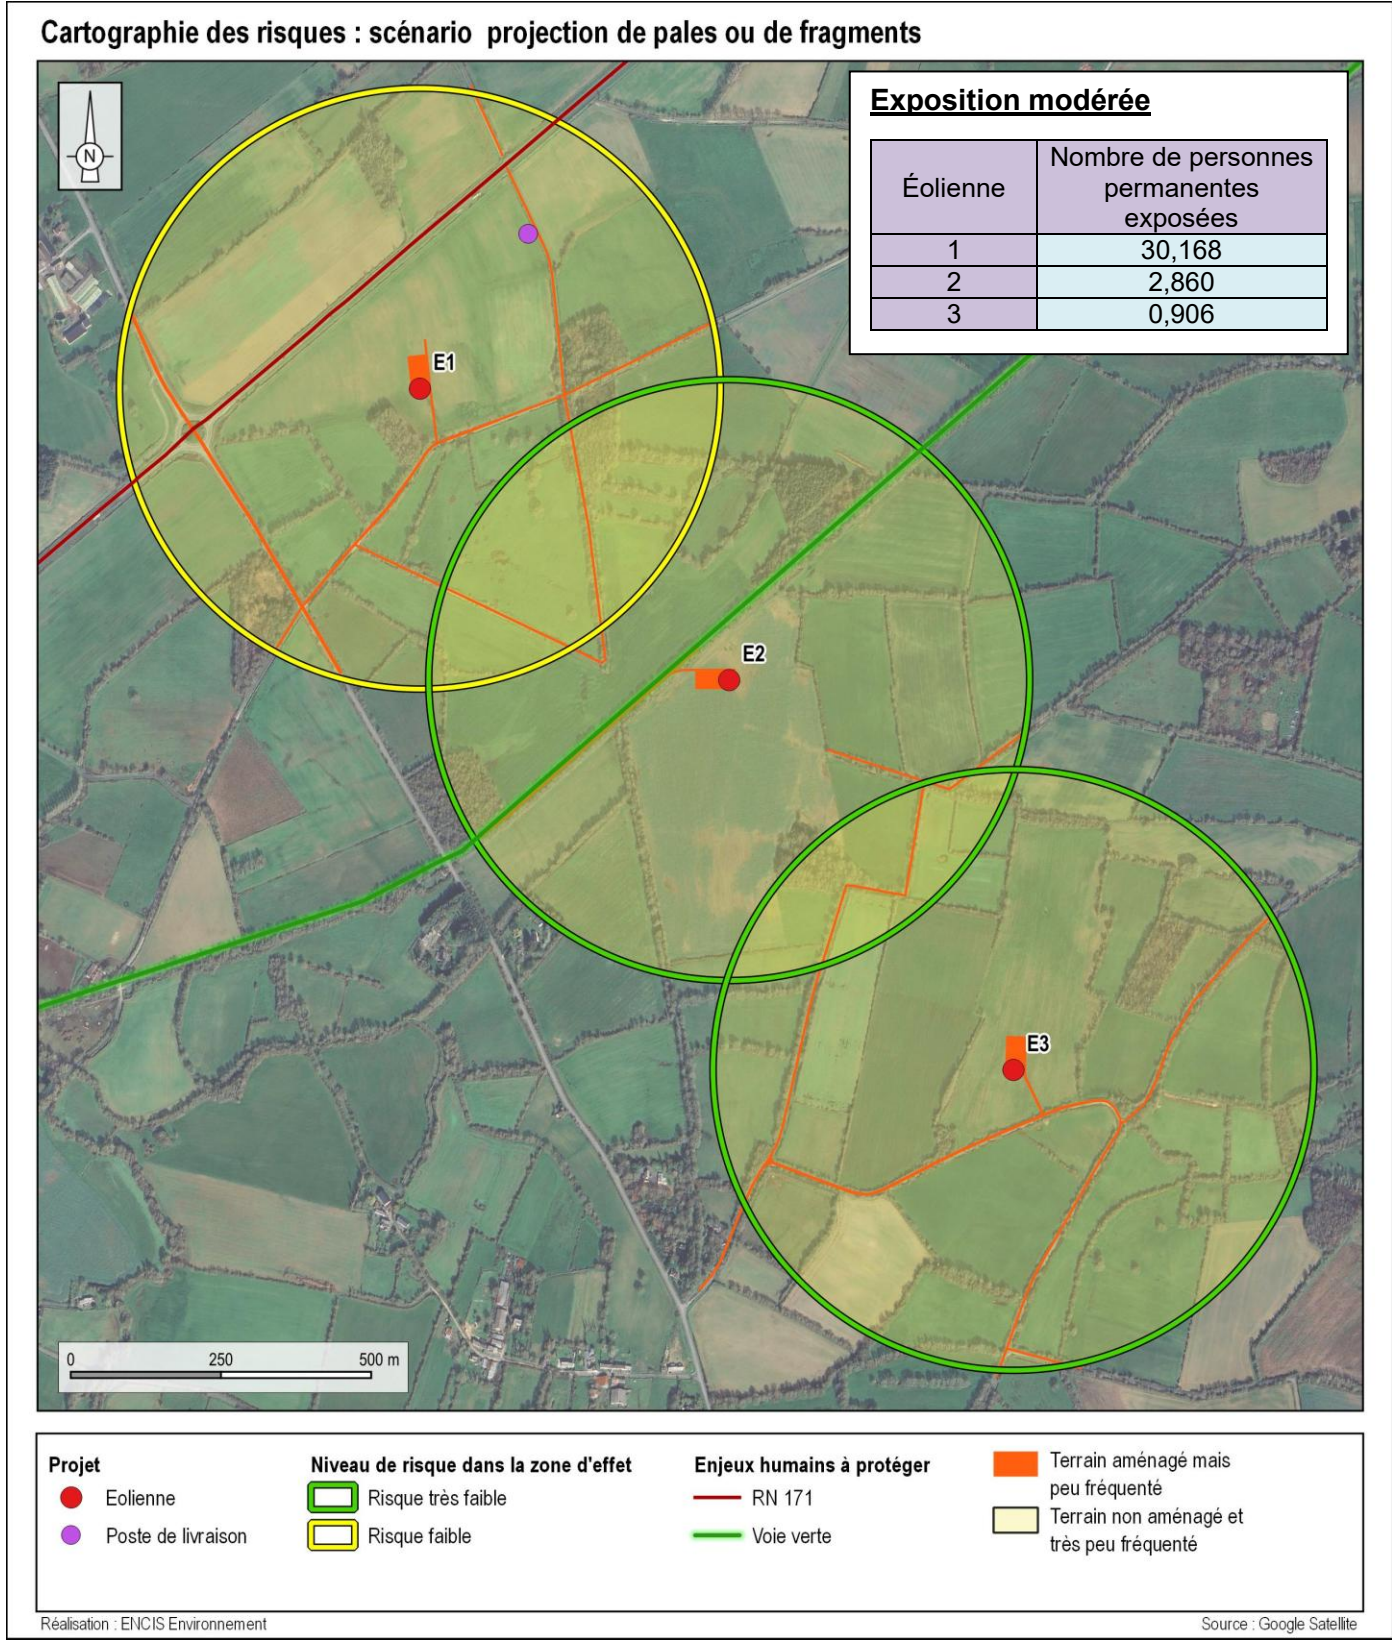 Cartographie des risques : scénario projection de pales ou de fragments
N
Exposition modérée
Éolienne
Nombre de personnes
permanentes
exposées
1 30,168
2 2,860
3 0,906
E1
E2
E3
0 250 500 m
Projet
Eolienne
Poste de livraison
Niveau de risque dans la zone d'effet
Risque très faible
Risque faible
Enjeux humains à protéger
RN 171
Voie verte
Terrain aménagé mais
peu fréquenté
Terrain non aménagé et
très peu fréquenté
Réalisation : ENCIS Environnement
Source : Google Satellite